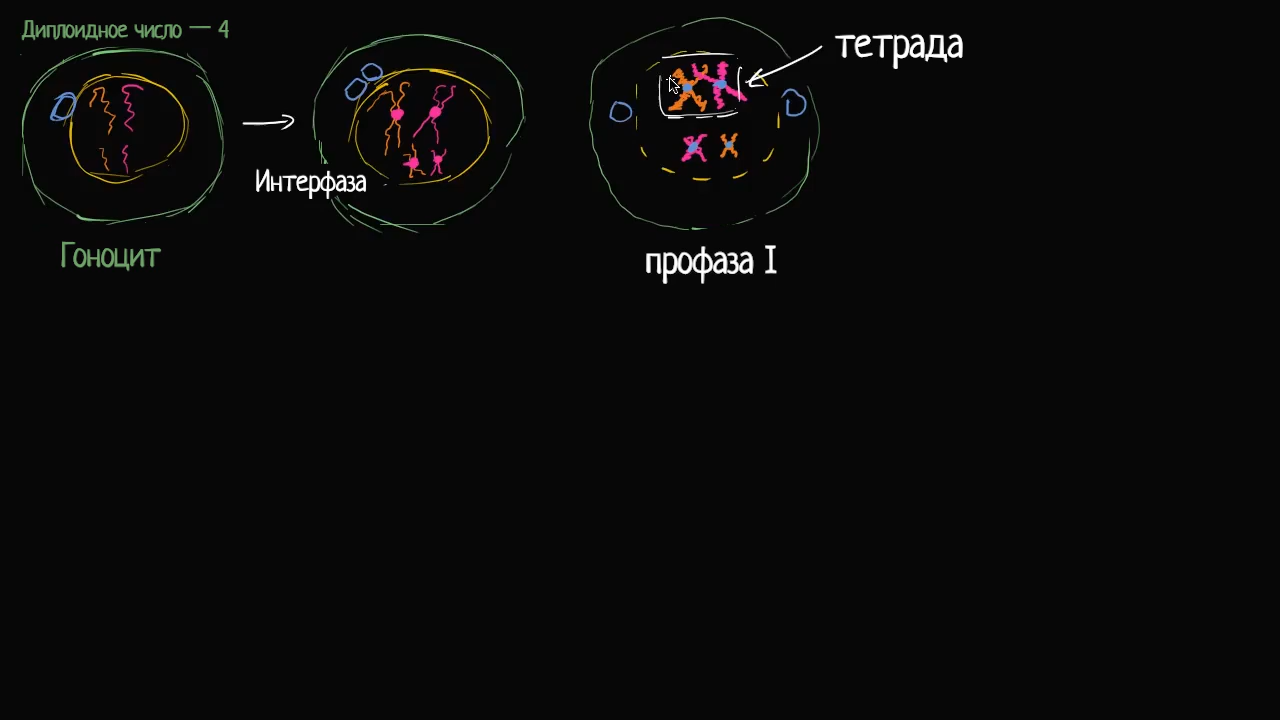 Диплоидное число — 4
тетрада
Интерфаза
Гоноцит
профаза I